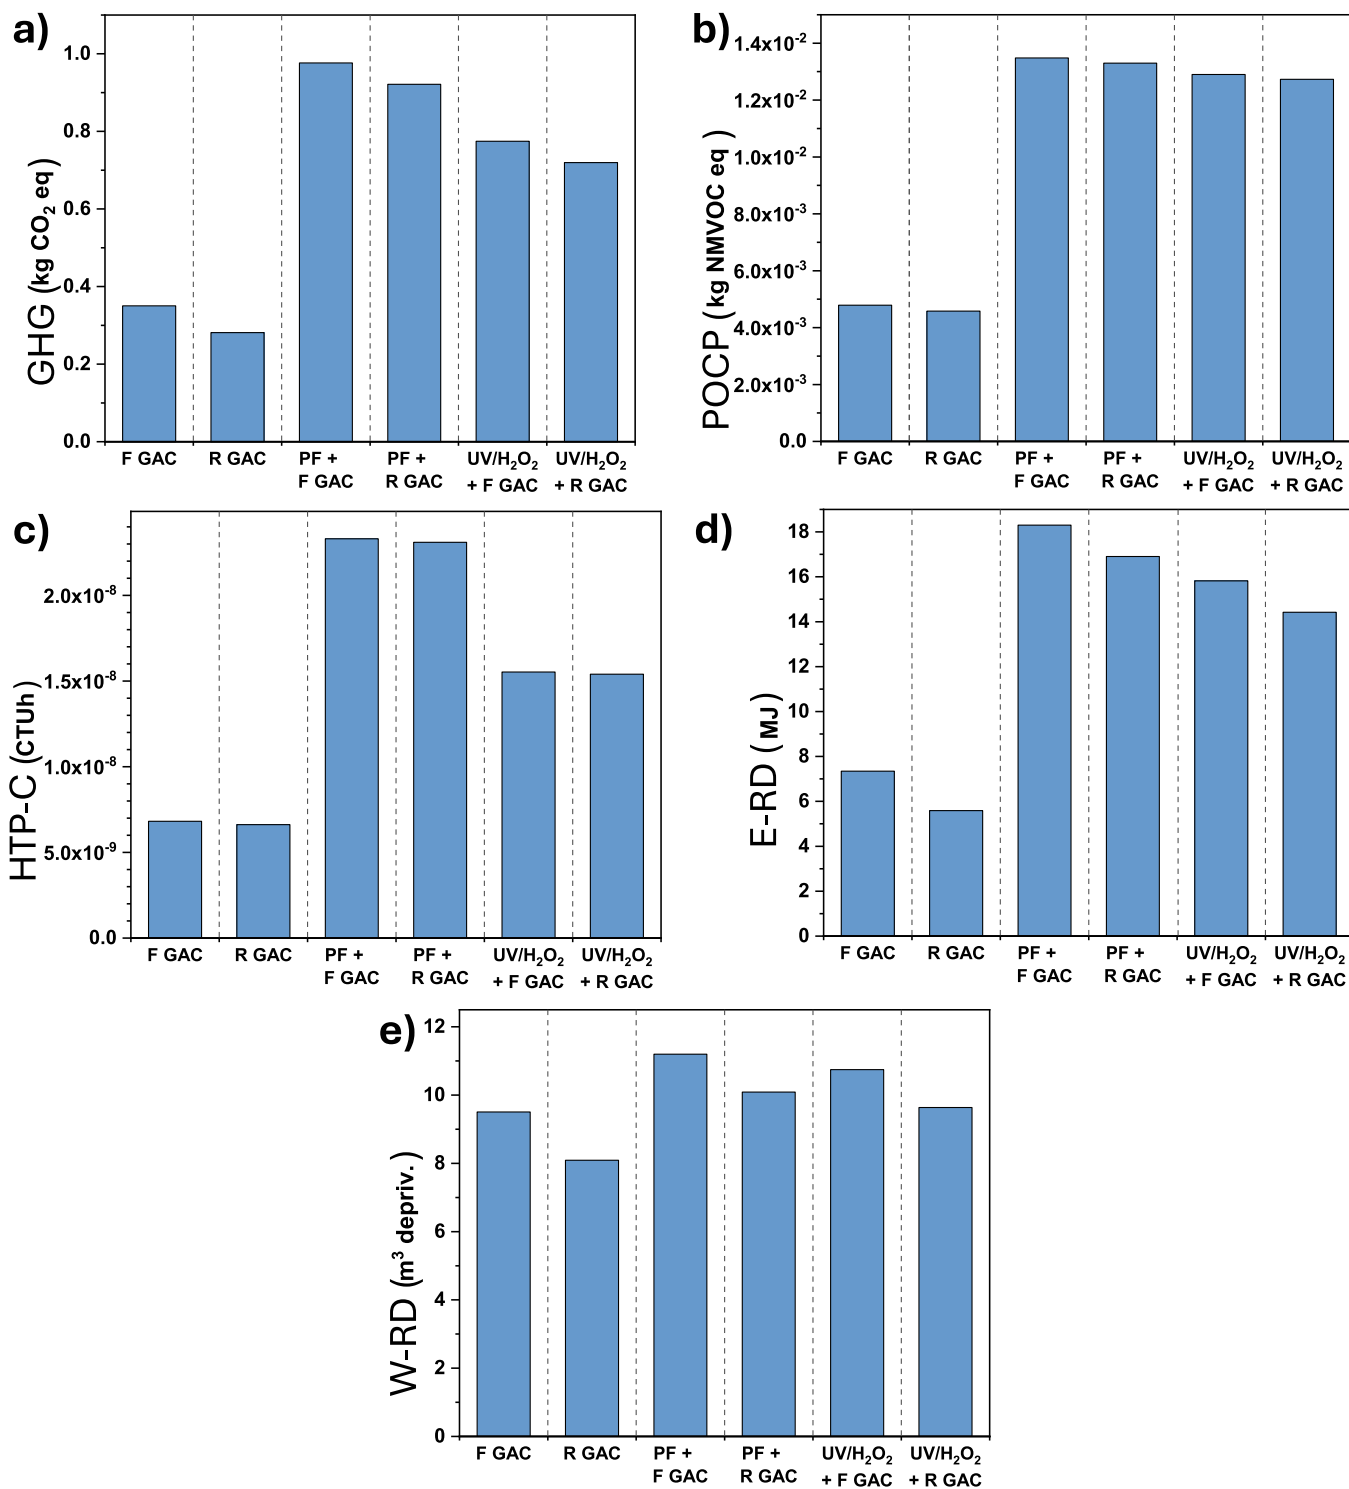 a)
GHG (kg CO₂ eq)
1.0
0.8
0.6
0.4
0.2
0.0
F GAC
R GAC
PF +
F GAC
PF +
R GAC
UV/H₂O₂
+ F GAC
UV/H₂O₂
+ R GAC
b)
POCP (kg NMVOC eq)
1.4x10⁻²
1.2x10⁻²
1.0x10⁻²
8.0x10⁻³
6.0x10⁻³
4.0x10⁻³
2.0x10⁻³
0.0
F GAC
R GAC
PF +
F GAC
PF +
R GAC
UV/H₂O₂
+ F GAC
UV/H₂O₂
+ R GAC
c)
HTP-C (CTUh)
2.0x10⁻⁸
1.5x10⁻⁸
1.0x10⁻⁸
5.0x10⁻⁹
0.0
F GAC
R GAC
PF +
F GAC
PF +
R GAC
UV/H₂O₂
+ F GAC
UV/H₂O₂
+ R GAC
d)
E-RD (MJ)
18
16
14
12
10
8
6
4
2
0
F GAC
R GAC
PF +
F GAC
PF +
R GAC
UV/H₂O₂
+ F GAC
UV/H₂O₂
+ R GAC
e)
W-RD (m³ depriv.)
12
10
8
6
4
2
0
F GAC
R GAC
PF +
F GAC
PF +
R GAC
UV/H₂O₂
+ F GAC
UV/H₂O₂
+ R GAC